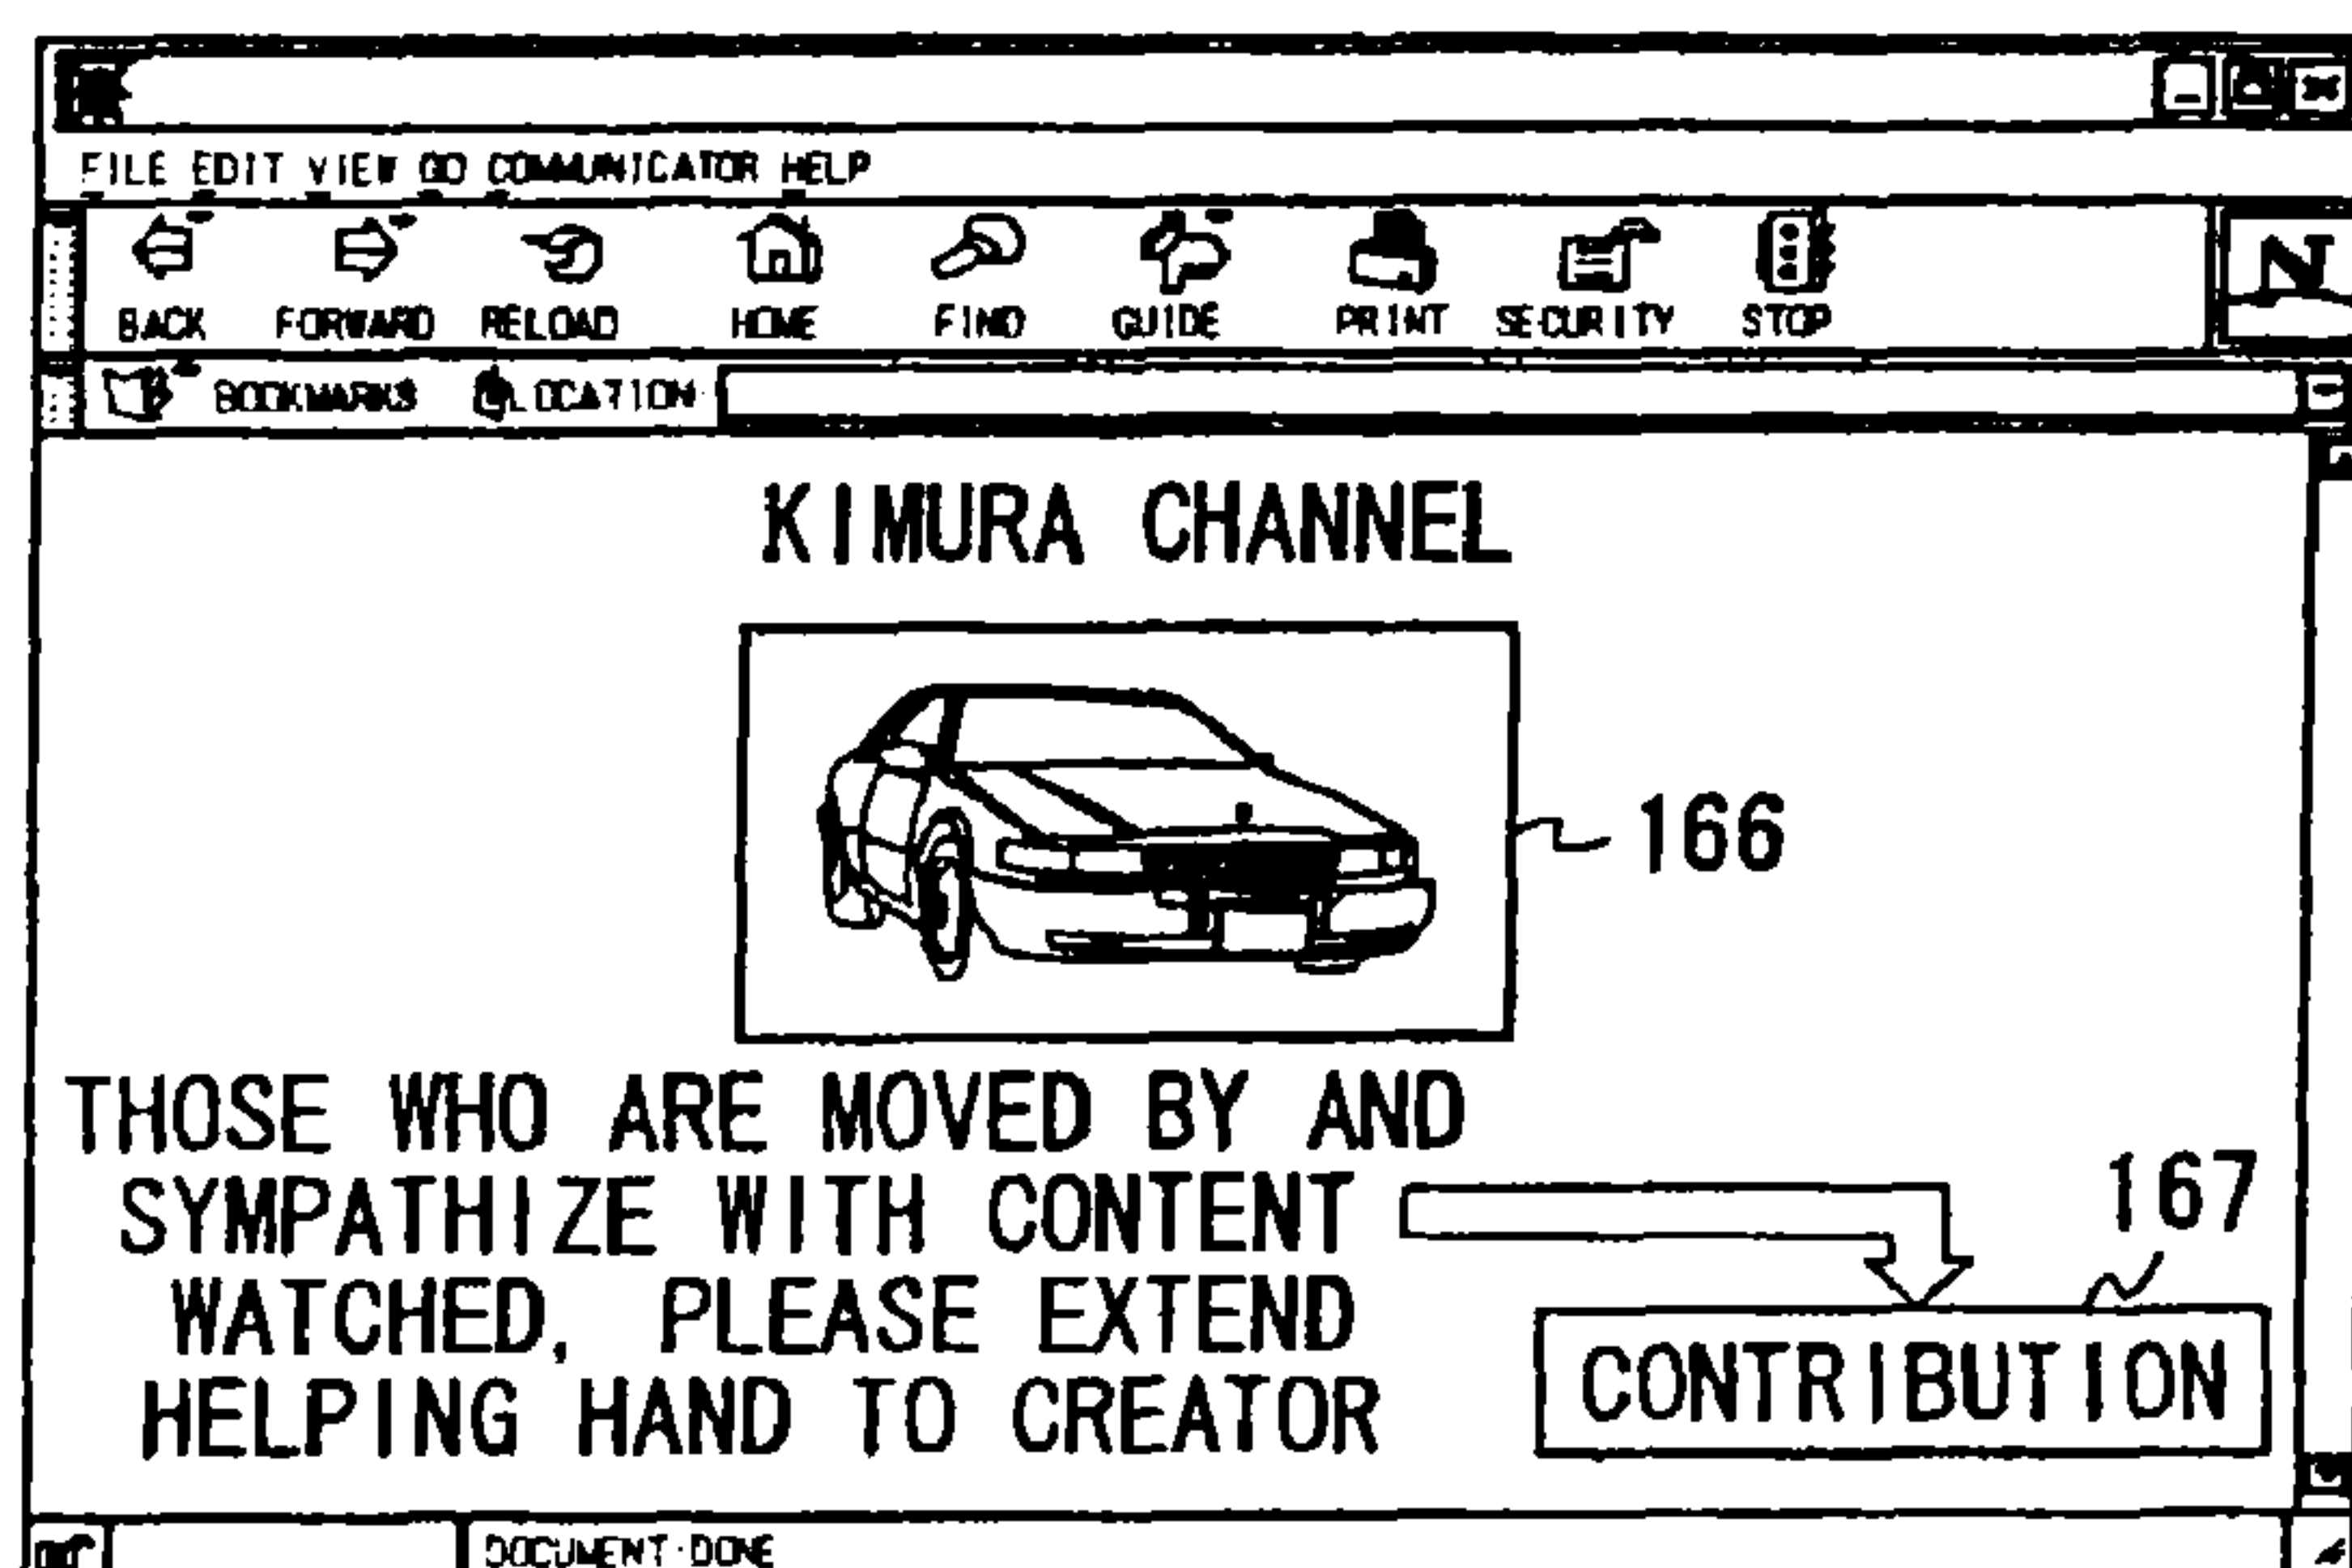 FILE EDIT VIEW GO COMMUNICATOR HELP
BACK FORWARD RELOAD HOME FIND GUIDE PRINT SECURITY STOP
N
BOOKMARKS LOCATION
KIMURA CHANNEL
166
THOSE WHO ARE MOVED BY AND
SYMPATHIZE WITH CONTENT
WATCHED, PLEASE EXTEND
HELPING HAND TO CREATOR
167
CONTRIBUTION
DOCUMENT:DONE